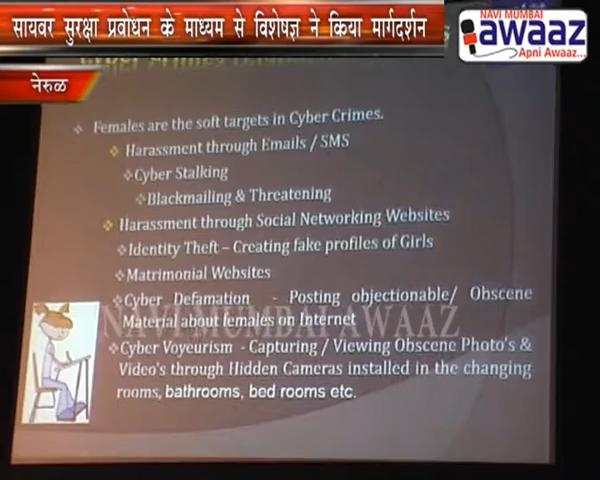 सायबर सुरक्षा प्रबोधन के माध्यम से विशेषज्ञ ने किया मार्गदर्शन
NAVI MUMBAI
awaaz
Apni Awaaz...
नेरुळ
Females are the soft targets in Cyber Crimes.
Harassment through Emails / SMS
Cyber Stalking
Blackmailing & Threatening
Harassment through Social Networking Websites
Identity Theft – Creating fake profiles of Girls
Matrimonial Websites
Cyber Defamation - Posting objectionable/ Obscene
Material about females on Internet
NAVI MUMBAI AWAAZ
Cyber Voyeurism - Capturing / Viewing Obscene Photo's &
Video's through Hidden Cameras installed in the changing
rooms, bathrooms, bed rooms etc.